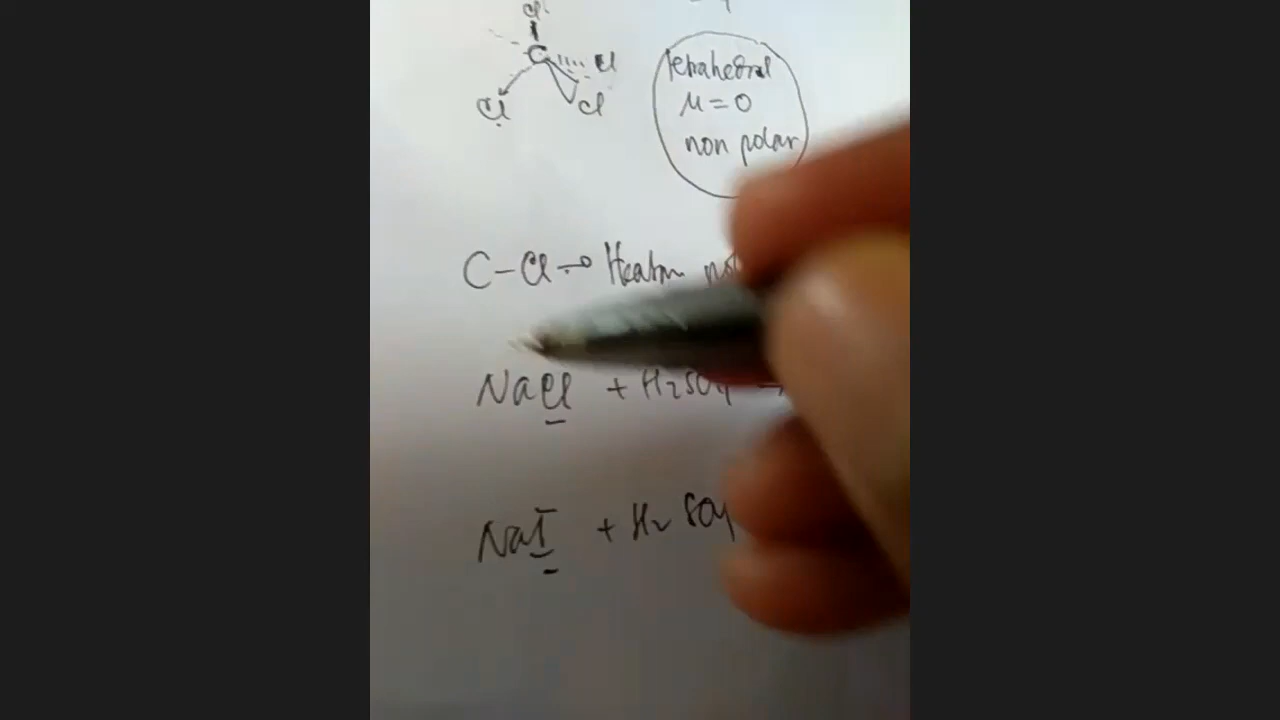 Cl
C
Cl
Cl
Cl
Tetrahedral
μ = 0
non polar
C-Cl →
NaCl + H2SO4 →
NaI + H2SO4